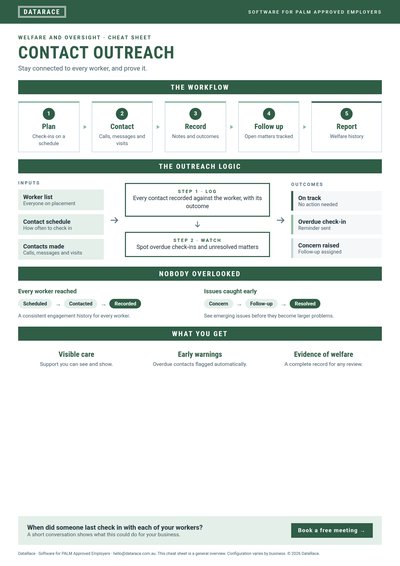 DATARACE
SOFTWARE FOR PALM APPROVED EMPLOYERS
WELFARE AND OVERSIGHT · CHEAT SHEET
CONTACT OUTREACH
Stay connected to every worker, and prove it.
THE WORKFLOW
1
Plan
Check-ins on a
schedule
»
2
Contact
Calls, messages and
visits
»
3
Record
Notes and outcomes
»
4
Follow up
Open matters tracked
»
5
Report
Welfare history
THE OUTREACH LOGIC
INPUTS
Worker list
Everyone on placement
Contact schedule
How often to check in
Contacts made
Calls, messages and visits
→
STEP 1 · LOG
Every contact recorded against the worker, with its
outcome
↓
STEP 2 · WATCH
Spot overdue check-ins and unresolved matters
→
OUTCOMES
On track
No action needed
Overdue check-in
Reminder sent
Concern raised
Follow-up assigned
NOBODY OVERLOOKED
Every worker reached
Scheduled → Contacted → Recorded
A consistent engagement history for every worker.
Issues caught early
Concern → Follow-up → Resolved
See emerging issues before they become larger problems.
WHAT YOU GET
Visible care
Support you can see and show.
Early warnings
Overdue contacts flagged automatically.
Evidence of welfare
A complete record for any review.
When did someone last check in with each of your workers?
A short conversation shows what this could do for your business.
Book a free meeting →
DataRace · Software for PALM Approved Employers · hello@datarace.com.au. This cheat sheet is a general overview. Configuration varies by business. © 2026 DataRace.